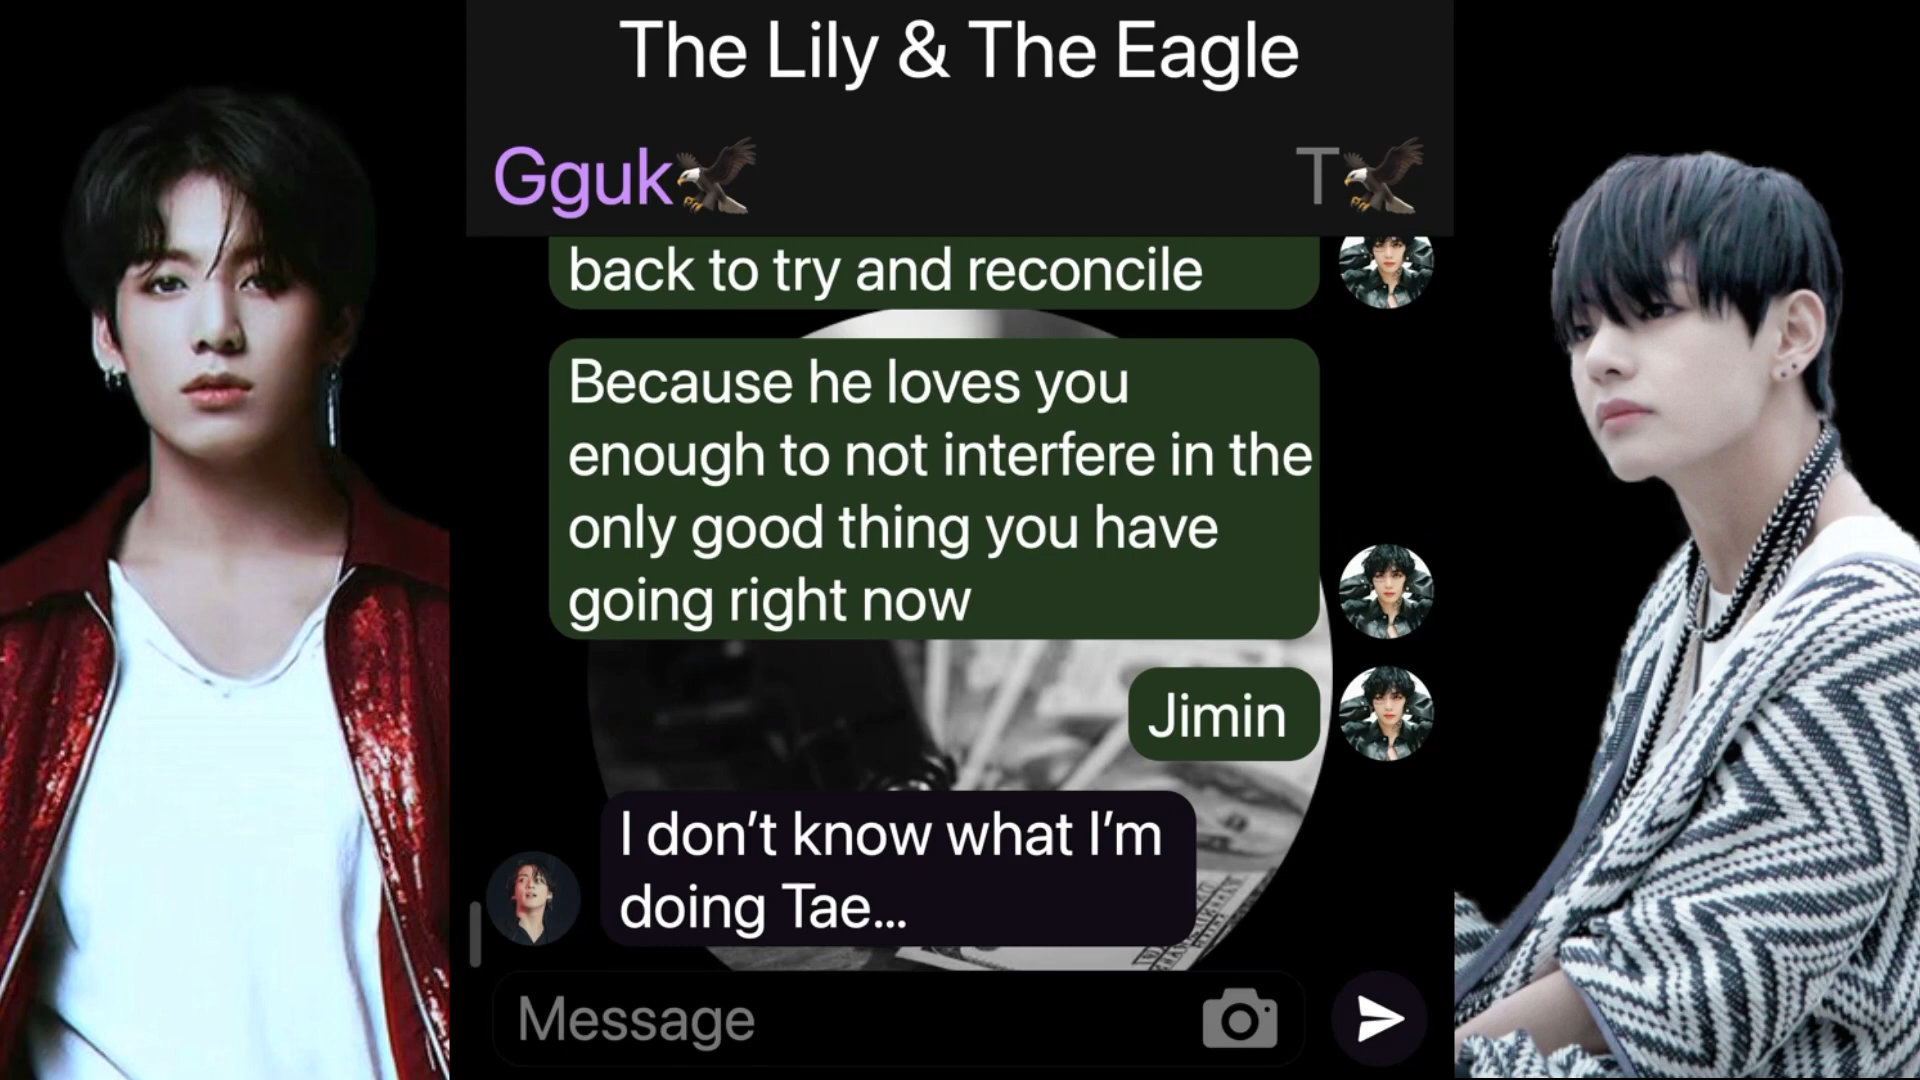 The Lily & The Eagle
Gguk🦅
T🦅
back to try and reconcile
Because he loves you
enough to not interfere in the
only good thing you have
going right now
Jimin
I don’t know what I’m
doing Tae...
Message